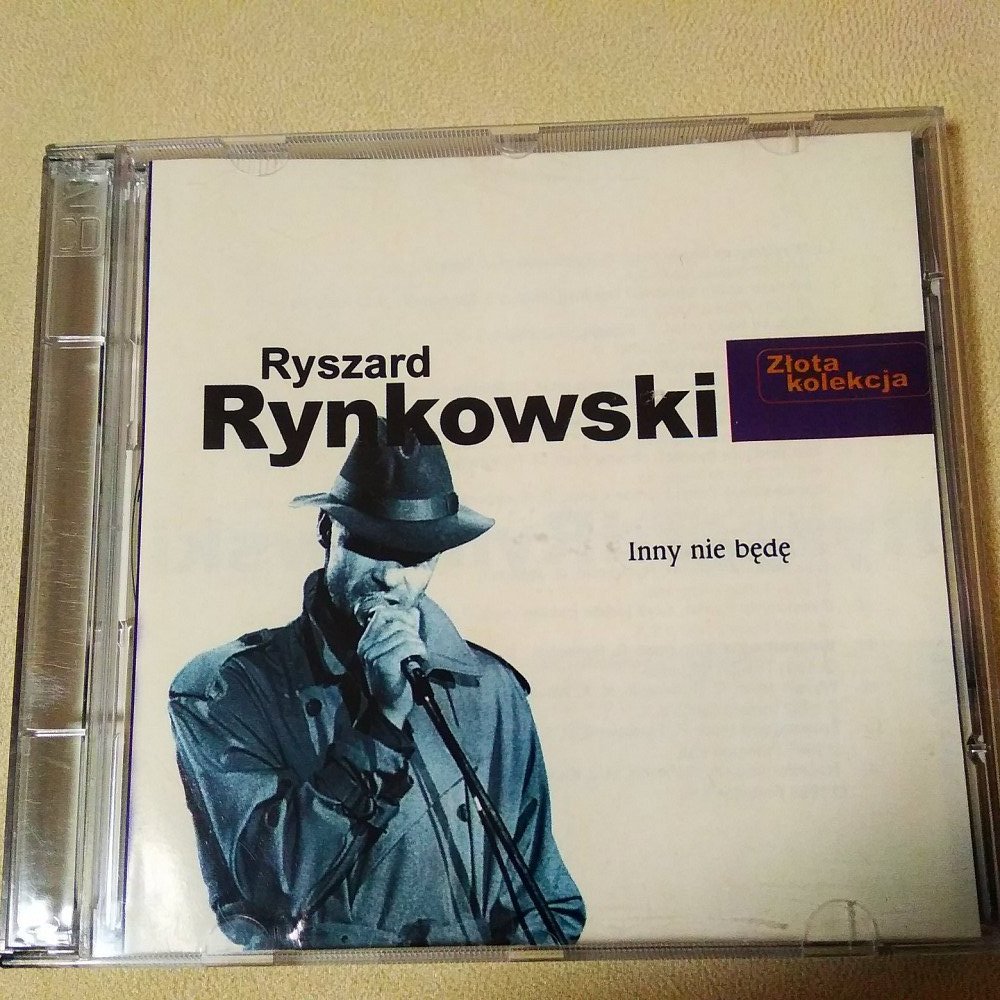 Ryszard
Rynkowski
Złota
kolekcja
Inny nie będę